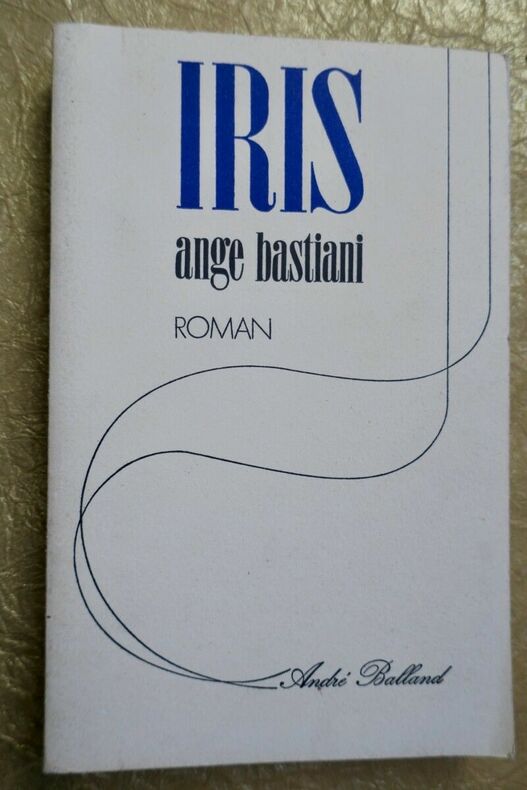 IRIS
ange bastiani
ROMAN
André Balland